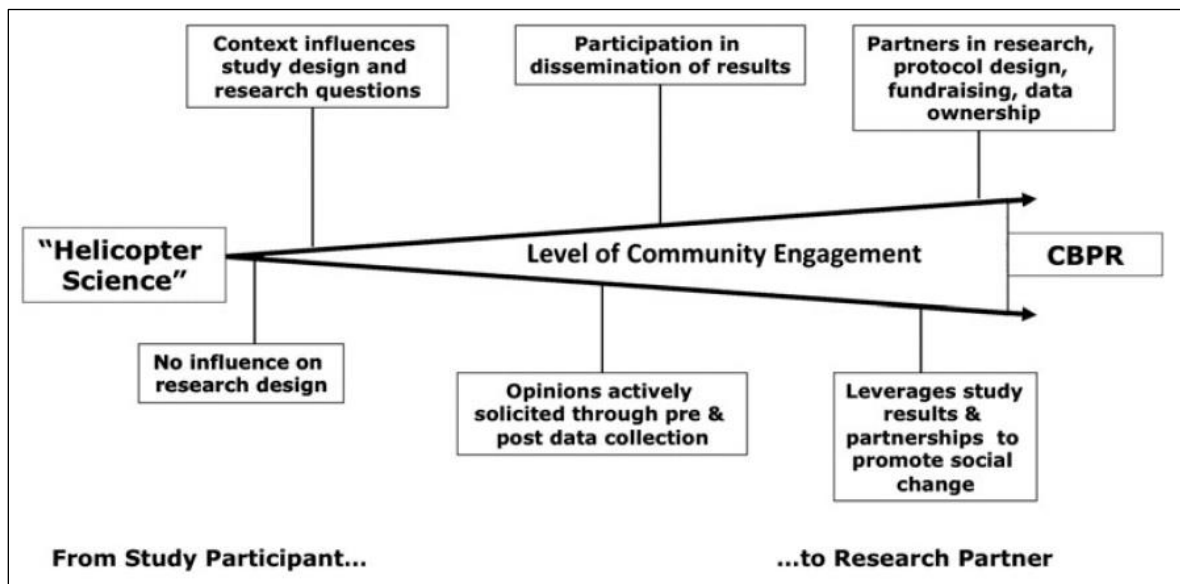 Context influences
study design and
research questions
Participation in
dissemination of results
Partners in research,
protocol design,
fundraising, data
ownership
“Helicopter
Science”
Level of Community Engagement
CBPR
No influence on
research design
Opinions actively
solicited through pre &
post data collection
Leverages study
results &
partnerships to
promote social
change
From Study Participant...
...to Research Partner